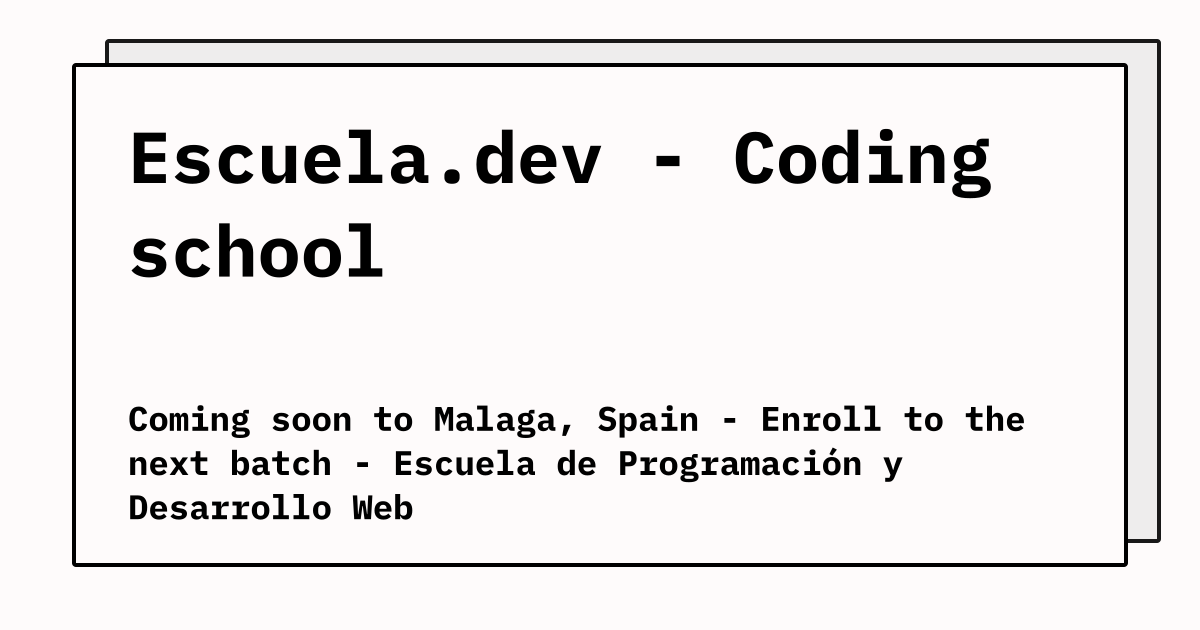 Escuela.dev - Coding
school
Coming soon to Malaga, Spain - Enroll to the
next batch - Escuela de Programación y
Desarrollo Web